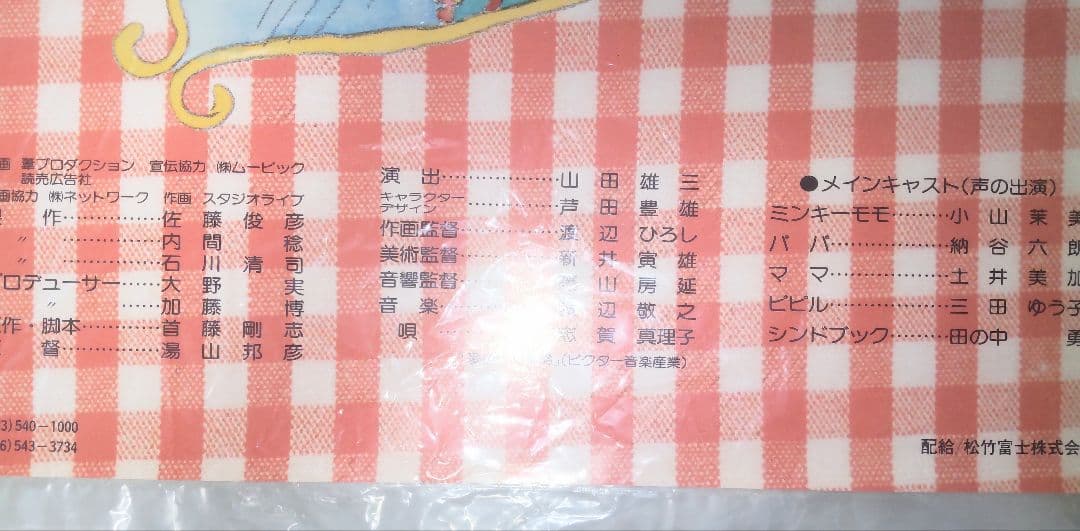 画 葦プロダクション 宣伝協力 ㈱ムービック
読売広告社
画協力 ㈱ネットワーク 作画 スタジオライブ
作………佐藤俊彦
〃………内間 稔
〃………石川清司
ロデューサー………大野 実
〃………加藤 博
作・脚本………首藤剛志
督………湯山邦彦
3)540-1000
6)543-3734
演出………山田雄三
キャラクターデザイン………芦田豊雄
作画監督………渡辺ひろし
美術監督………新井寅雄
音響監督………山房延
音楽………辺敬之
唄………志賀真理子
(ビクター音楽産業)
●メインキャスト(声の出演)
ミンキーモモ………小山茉美
パパ………納谷六郎
ママ………土井美加
ピピル………三田ゆう子
シンドブック………田の中勇
配給/松竹富士株式会